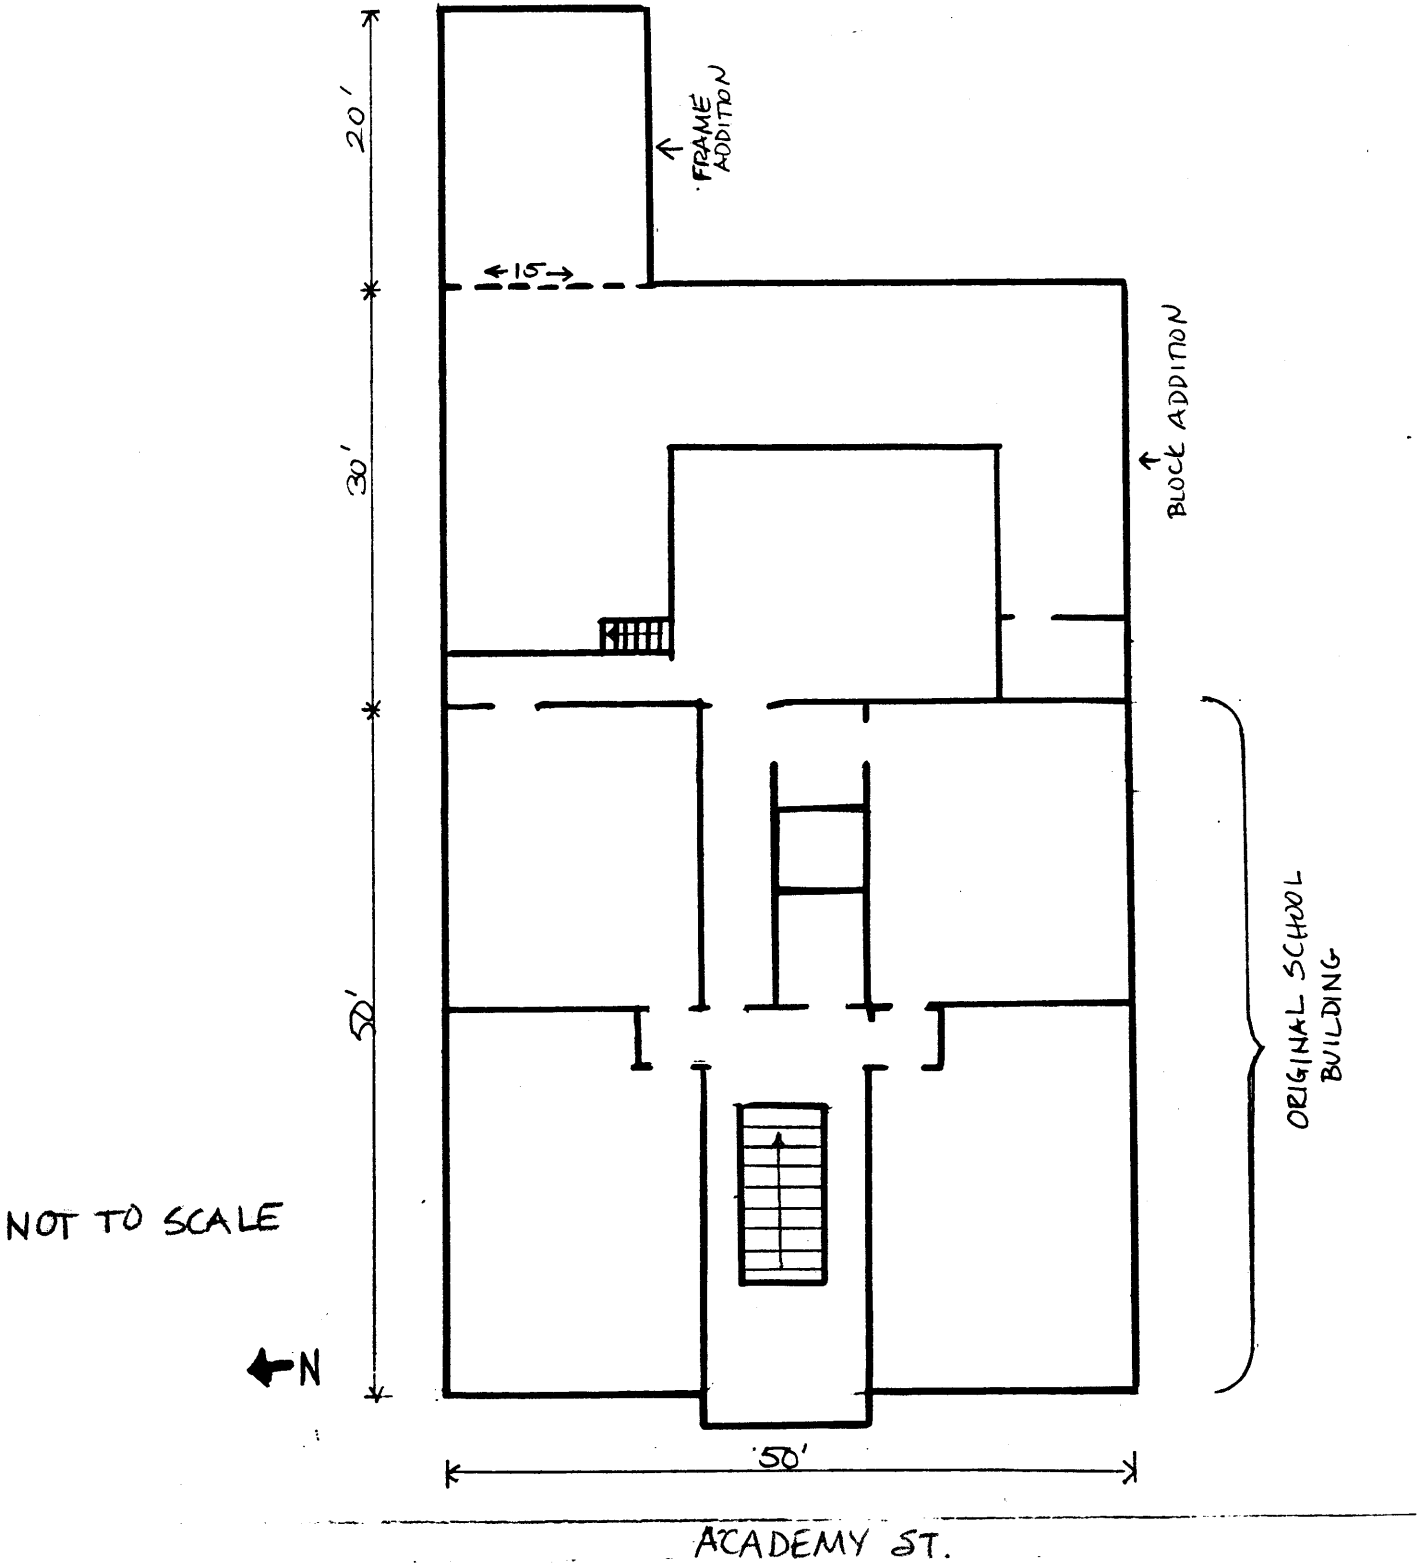 20'
FRAME
ADDITION
15
30'
BLOCK ADDITION
50'
ORIGINAL SCHOOL
BUILDING
NOT TO SCALE
N
50'
ACADEMY ST.